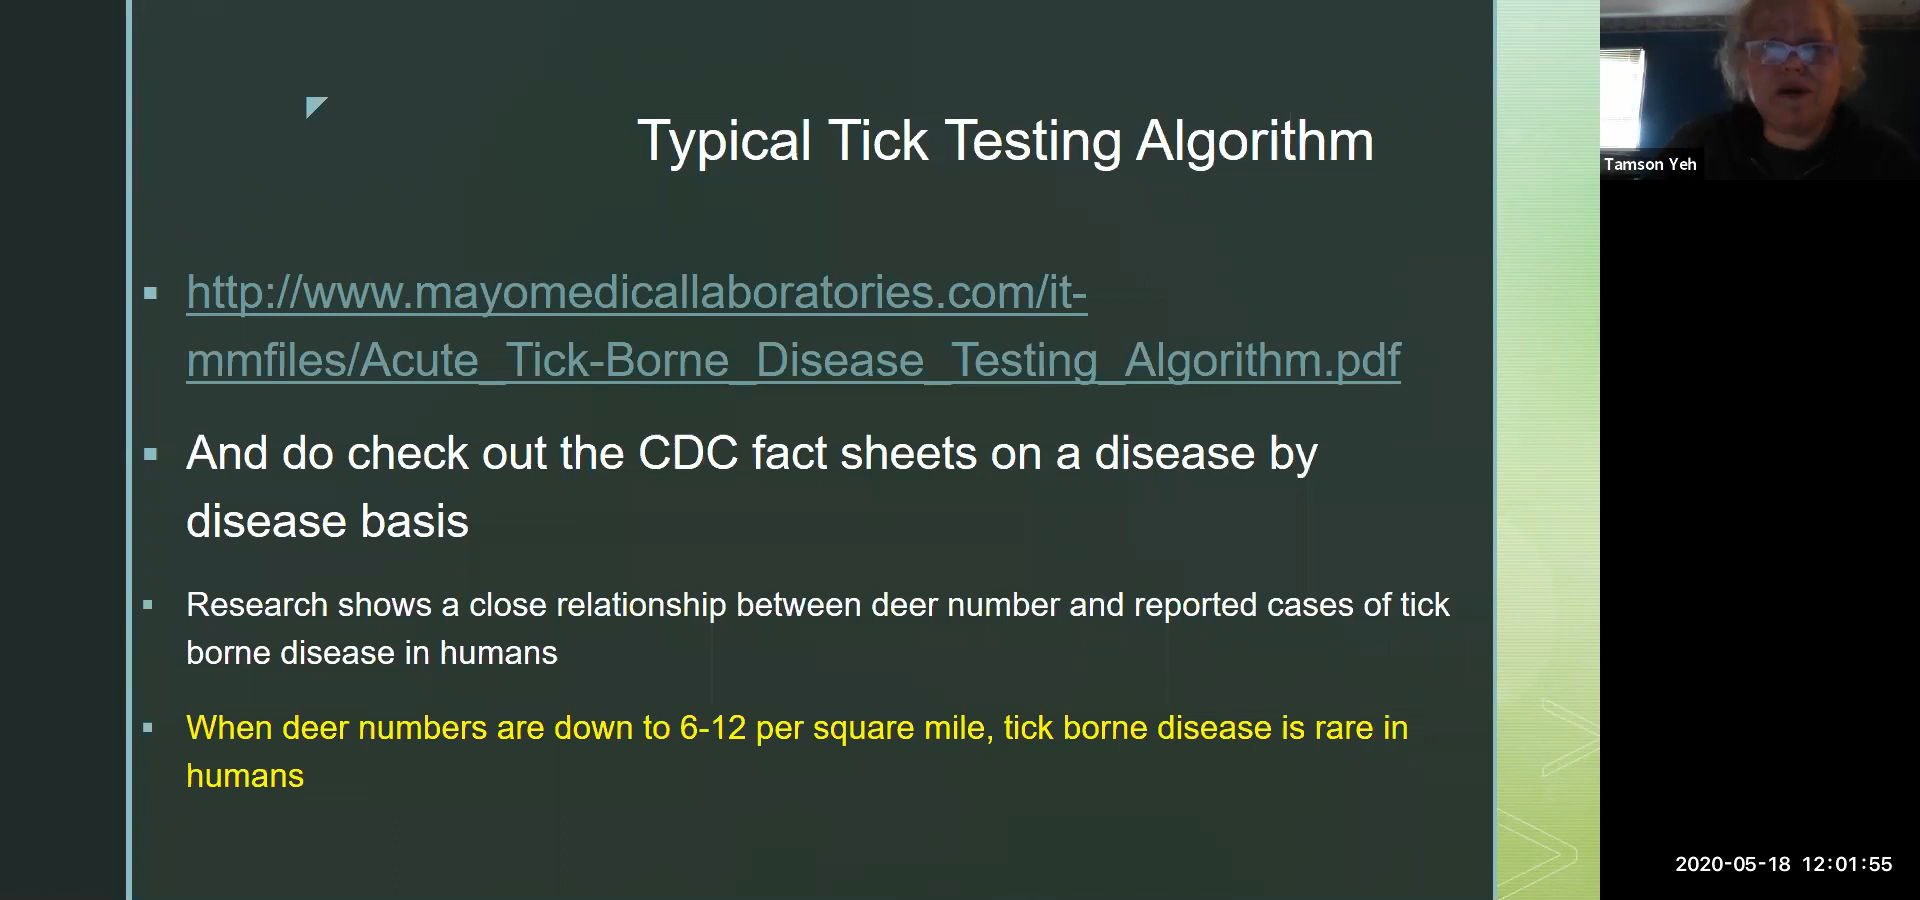 Typical Tick Testing Algorithm
http://www.mayomedicallaboratories.com/it-
mmfiles/Acute_Tick-Borne_Disease_Testing_Algorithm.pdf
And do check out the CDC fact sheets on a disease by
disease basis
Research shows a close relationship between deer number and reported cases of tick
borne disease in humans
When deer numbers are down to 6-12 per square mile, tick borne disease is rare in
humans
Tamson Yeh
2020-05-18 12:01:55